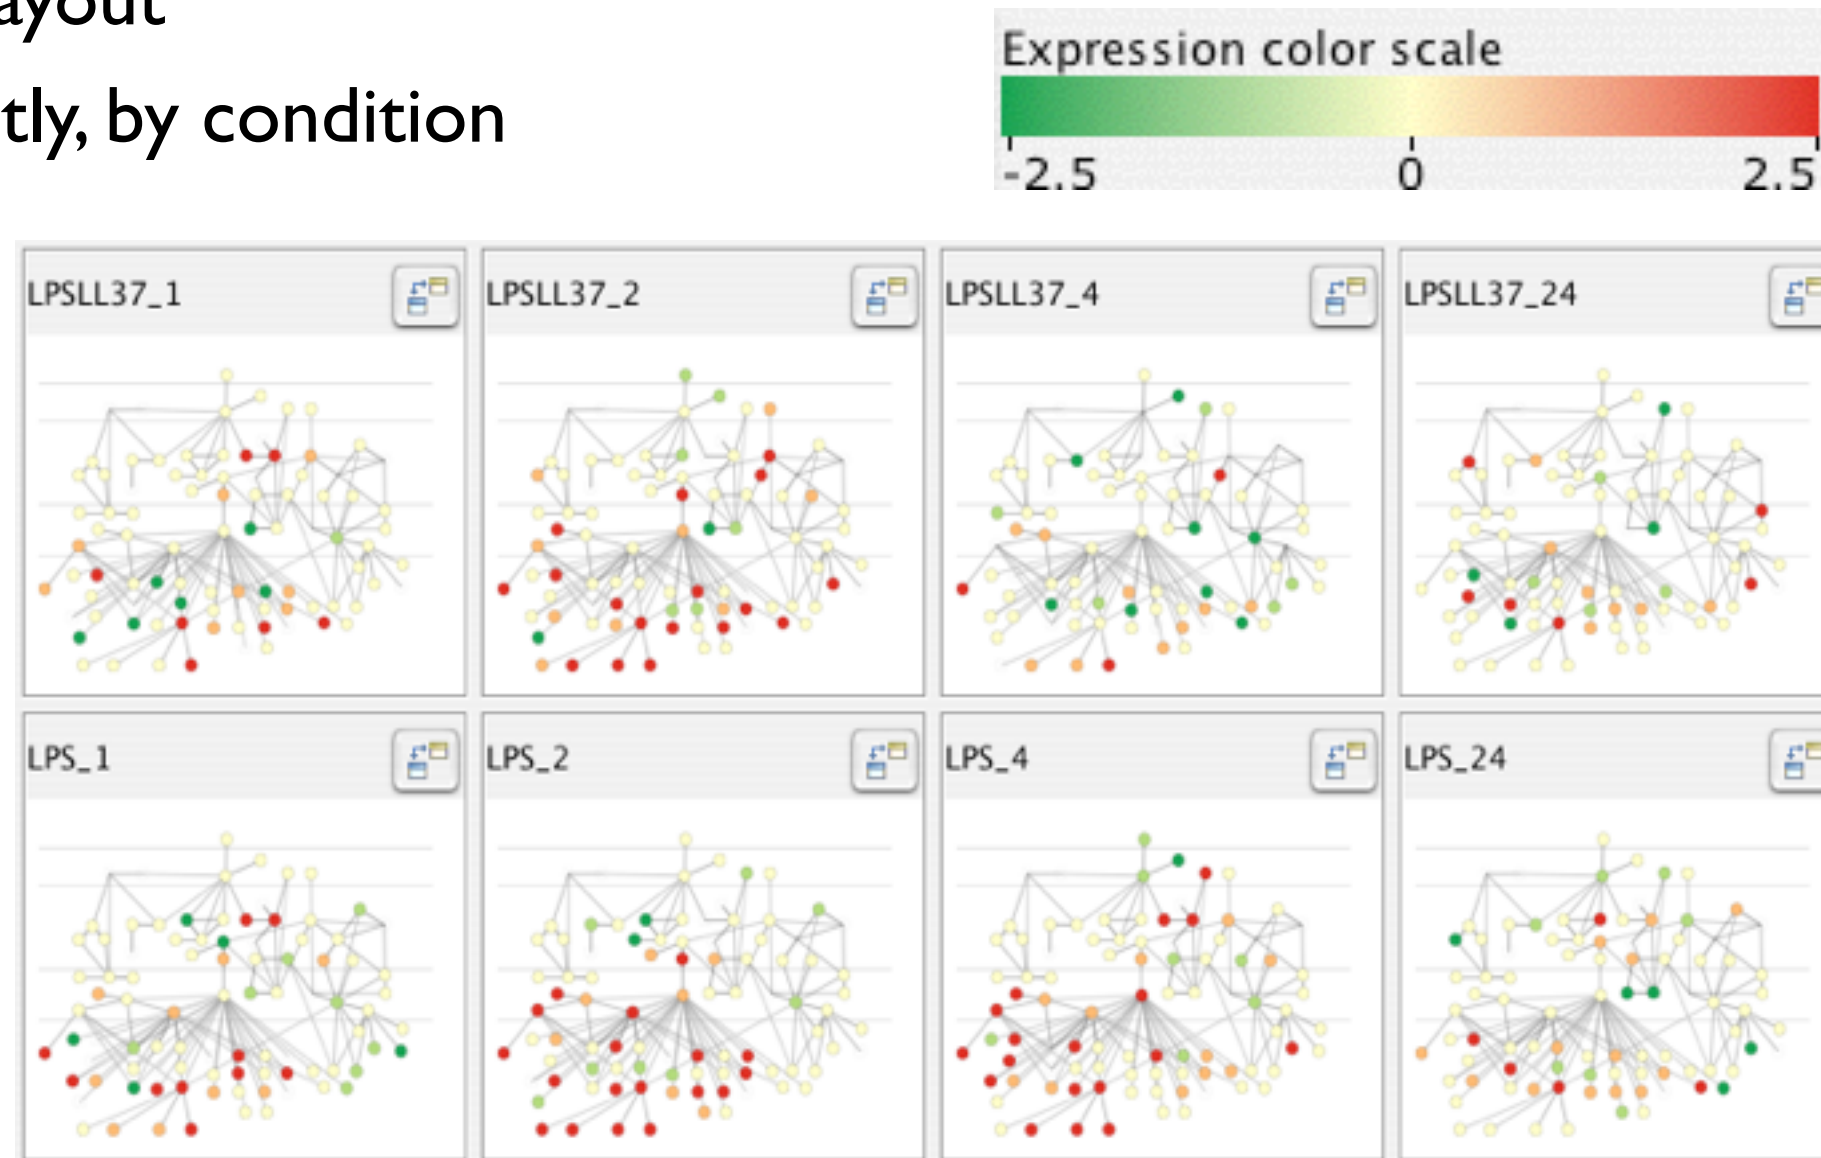 ayout
tly, by condition
Expression color scale
-2.5 0 2.5
LPSLL37_1 LPSLL37_2 LPSLL37_4 LPSLL37_24
LPS_1 LPS_2 LPS_4 LPS_24